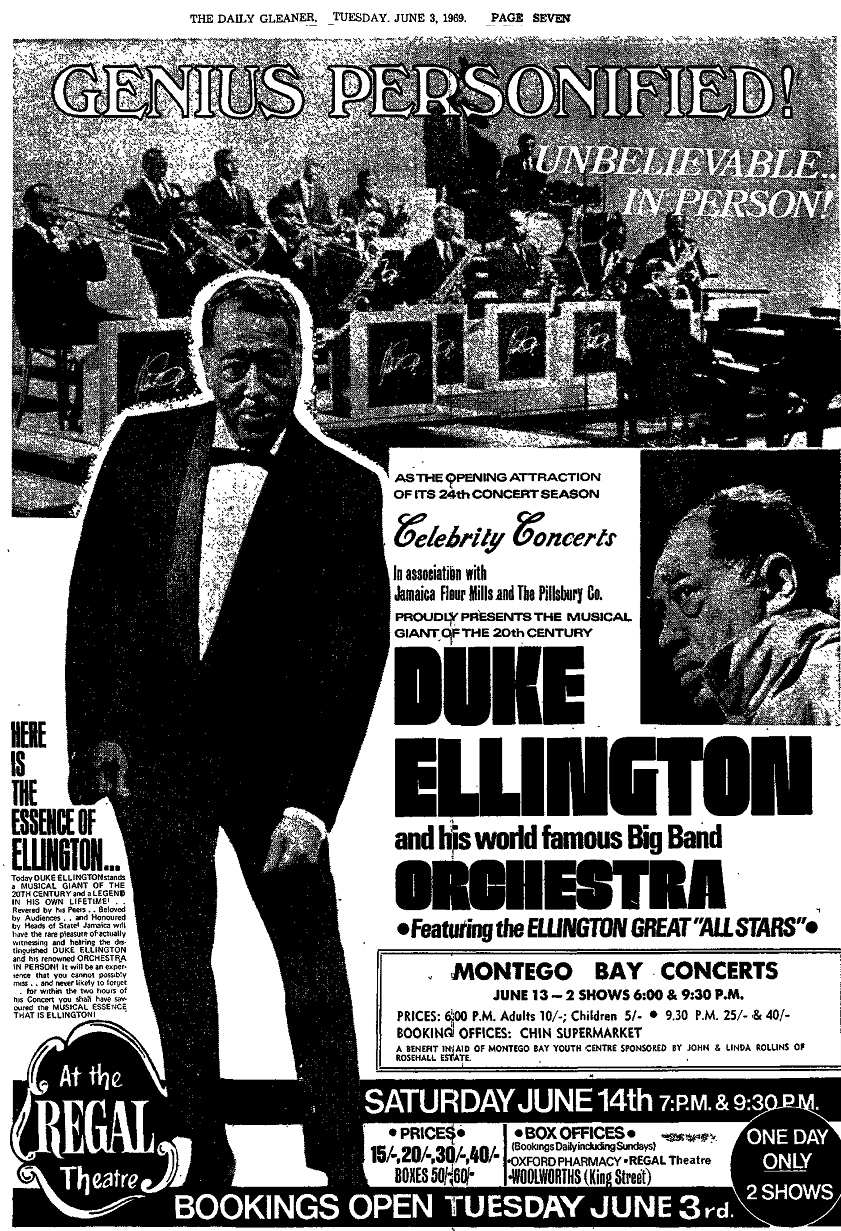 THE DAILY GLEANER, TUESDAY. JUNE 3, 1969. PAGE SEVEN
GENIUS PERSONIFIED!
UNBELIEVABLE..
IN PERSON!
AS THE OPENING ATTRACTION
OF ITS 24th CONCERT SEASON
Celebrity Concerts
In association with
Jamaica Flour Mills and The Pillsbury Co.
PROUDLY PRESENTS THE MUSICAL
GIANT OF THE 20th CENTURY
DUKE
ELLINGTON
and his world famous Big Band
ORCHESTRA
•Featuring the ELLINGTON GREAT "ALL STARS"•
HERE
IS
THE
ESSENCE OF
ELLINGTON...
Today DUKE ELLINGTON stands
a MUSICAL GIANT OF THE
20TH CENTURY and a LEGEND
IN HIS OWN LIFETIME! . .
Revered by his Peers . . Beloved
by Audiences . . and Honoured
by Heads of State! Jamaica will
have the rare pleasure of actually
witnessing and hearing the dis-
tinguished DUKE ELLINGTON
and his renowned ORCHESTRA
IN PERSON! It will be an exper-
ience that you cannot possibly
miss . . and never likely to forget
. . for within the two hours of
his Concert you shall have sav-
oured the MUSICAL ESSENCE
THAT IS ELLINGTON!
MONTEGO BAY CONCERTS
JUNE 13 – 2 SHOWS 6:00 & 9:30 P.M.
PRICES: 6:00 P.M. Adults 10/-; Children 5/- • 9.30 P.M. 25/- & 40/-
BOOKING OFFICES: CHIN SUPERMARKET
A BENEFIT IN AID OF MONTEGO BAY YOUTH CENTRE SPONSORED BY JOHN & LINDA ROLLINS OF
ROSEHALL ESTATE.
At the
REGAL
Theatre
SATURDAY JUNE 14th 7:P.M. & 9:30 P.M.
• PRICES •
15/-,20/-,30/-,40/-
BOXES 50/-60/-
• BOX OFFICES •
(Bookings Daily including Sundays)
•OXFORD PHARMACY •REGAL Theatre
•WOOLWORTHS (King Street)
ONE DAY
ONLY
2 SHOWS
BOOKINGS OPEN TUESDAY JUNE 3rd.